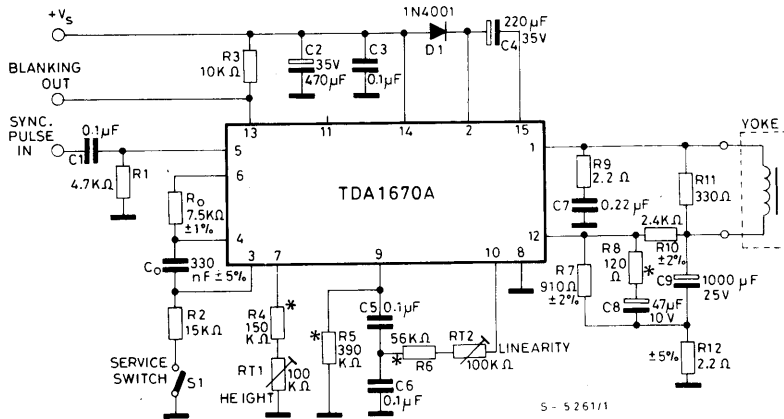 +Vs
BLANKING
OUT
SYNC.
PULSE
IN
R3
10KΩ
C2
35V
470μF
C3
0.1μF
1N4001
D1
220μF
35V
C4
13
11
14
2
15
0.1μF
C1
R1
4.7KΩ
5
6
Ro
7.5KΩ
±1%
4
Co
330
nF ±5%
R2
15KΩ
SERVICE
SWITCH
S1
TDA1670A
3
7
9
10
8
1
12
*
R4
150
KΩ
RT1
100
KΩ
HEIGHT
*
R5
390
KΩ
C5
0.1μF
*
56KΩ
R6
RT2
100KΩ
LINEARITY
C6
0.1μF
R9
2.2 Ω
C7
0.22 μF
R11
330Ω
YOKE
2.4KΩ
R10
±2%
R7
910Ω
±2%
R8
120
Ω
*
C8
47μF
10V
C9
1000 μF
25V
±5%
R12
2.2 Ω
S-5261/1